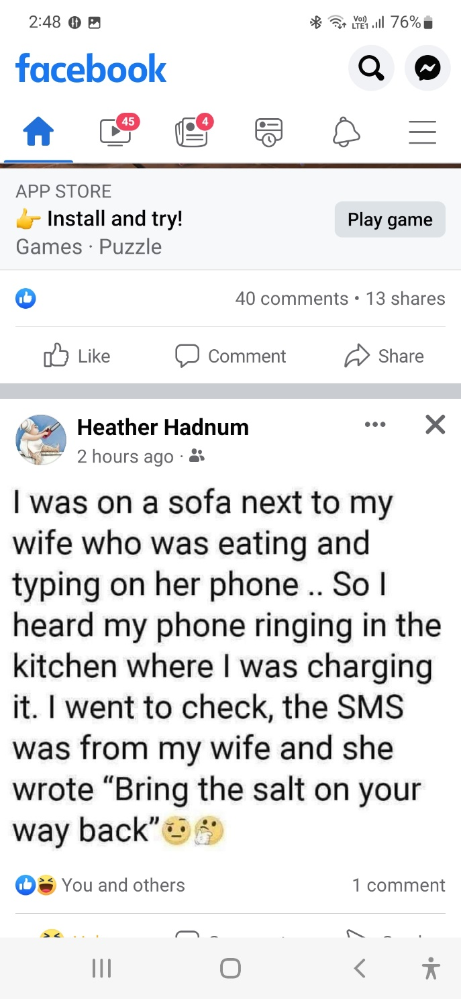 2:48 Vo)) LTE1 76%
facebook
45 4
APP STORE
👉 Install and try!
Play game
Games · Puzzle
40 comments • 13 shares
Like Comment Share
Heather Hadnum
2 hours ago ·
I was on a sofa next to my
wife who was eating and
typing on her phone .. So I
heard my phone ringing in the
kitchen where I was charging
it. I went to check, the SMS
was from my wife and she
wrote “Bring the salt on your
way back”🤨🤔
You and others 1 comment